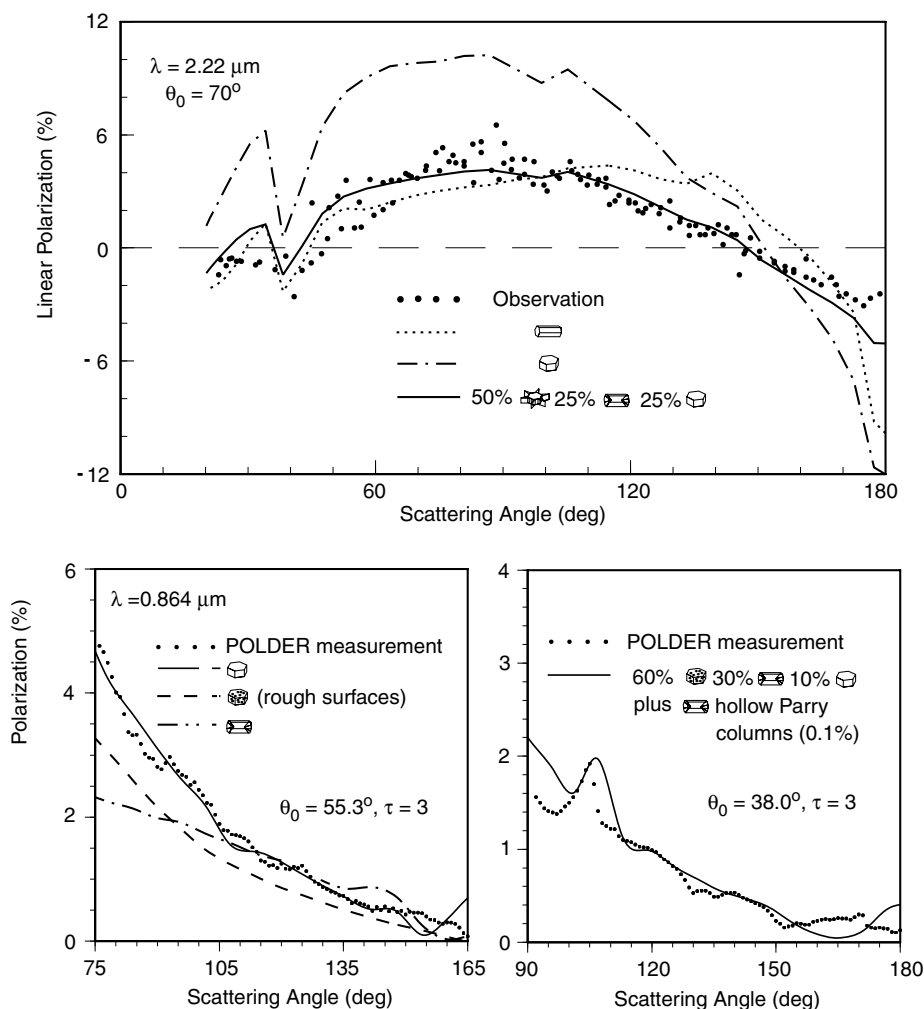 12
6
0
- 6
-12
Linear Polarization (%)
λ = 2.22 μm
θ0 = 70o
Observation
50% 25% 25%
0 60 120 180
Scattering Angle (deg)
6
4
2
0
Polarization (%)
λ =0.864 μm
POLDER measurement
(rough surfaces)
θ0 = 55.3o, τ = 3
75 105 135 165
Scattering Angle (deg)
4
3
2
1
0
POLDER measurement
60% 30% 10%
plus hollow Parry
columns (0.1%)
θ0 = 38.0o, τ = 3
90 120 150 180
Scattering Angle (deg)